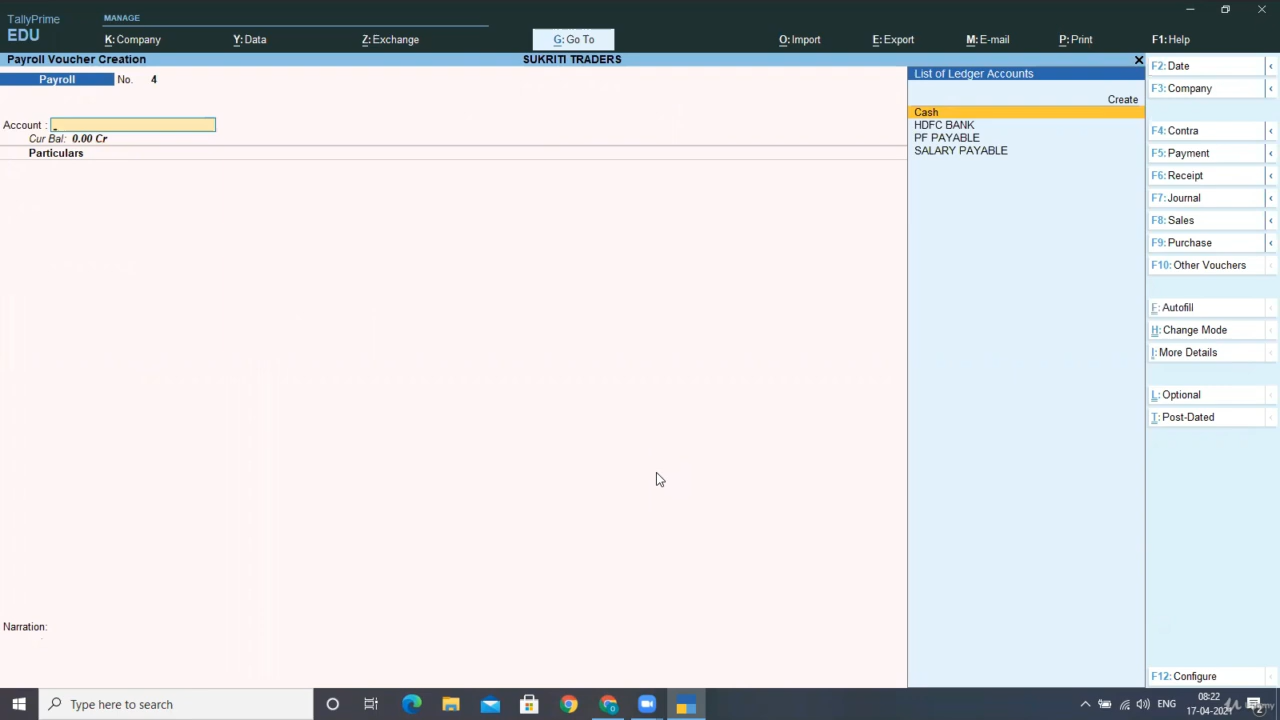 TallyPrime
EDU
MANAGE
K: Company
Y: Data
Z: Exchange
G: Go To
O: Import
E: Export
M: E-mail
P: Print
F1: Help
Payroll Voucher Creation
SUKRITI TRADERS
Payroll No. 4
Account :
Cur Bal: 0.00 Cr
Particulars
List of Ledger Accounts
Create
Cash
HDFC BANK
PF PAYABLE
SALARY PAYABLE
F2: Date
F3: Company
F4: Contra
F5: Payment
F6: Receipt
F7: Journal
F8: Sales
F9: Purchase
F10: Other Vouchers
F: Autofill
H: Change Mode
I: More Details
L: Optional
T: Post-Dated
F12: Configure
Narration:
Type here to search
ENG
08:22
17-04-2021
2